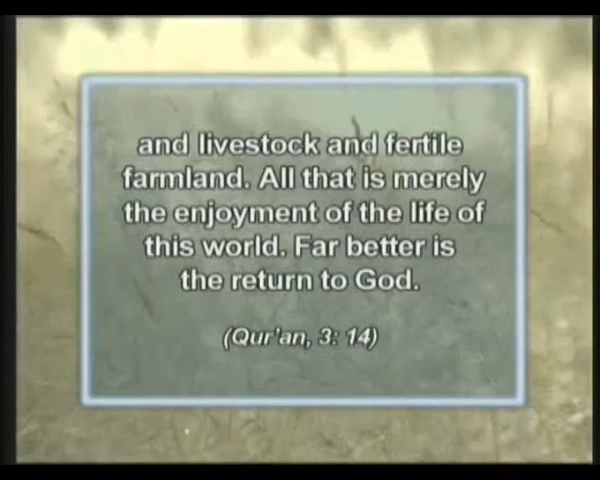 and livestock and fertile
farmland. All that is merely
the enjoyment of the life of
this world. Far better is
the return to God.
(Qur'an, 3: 14)